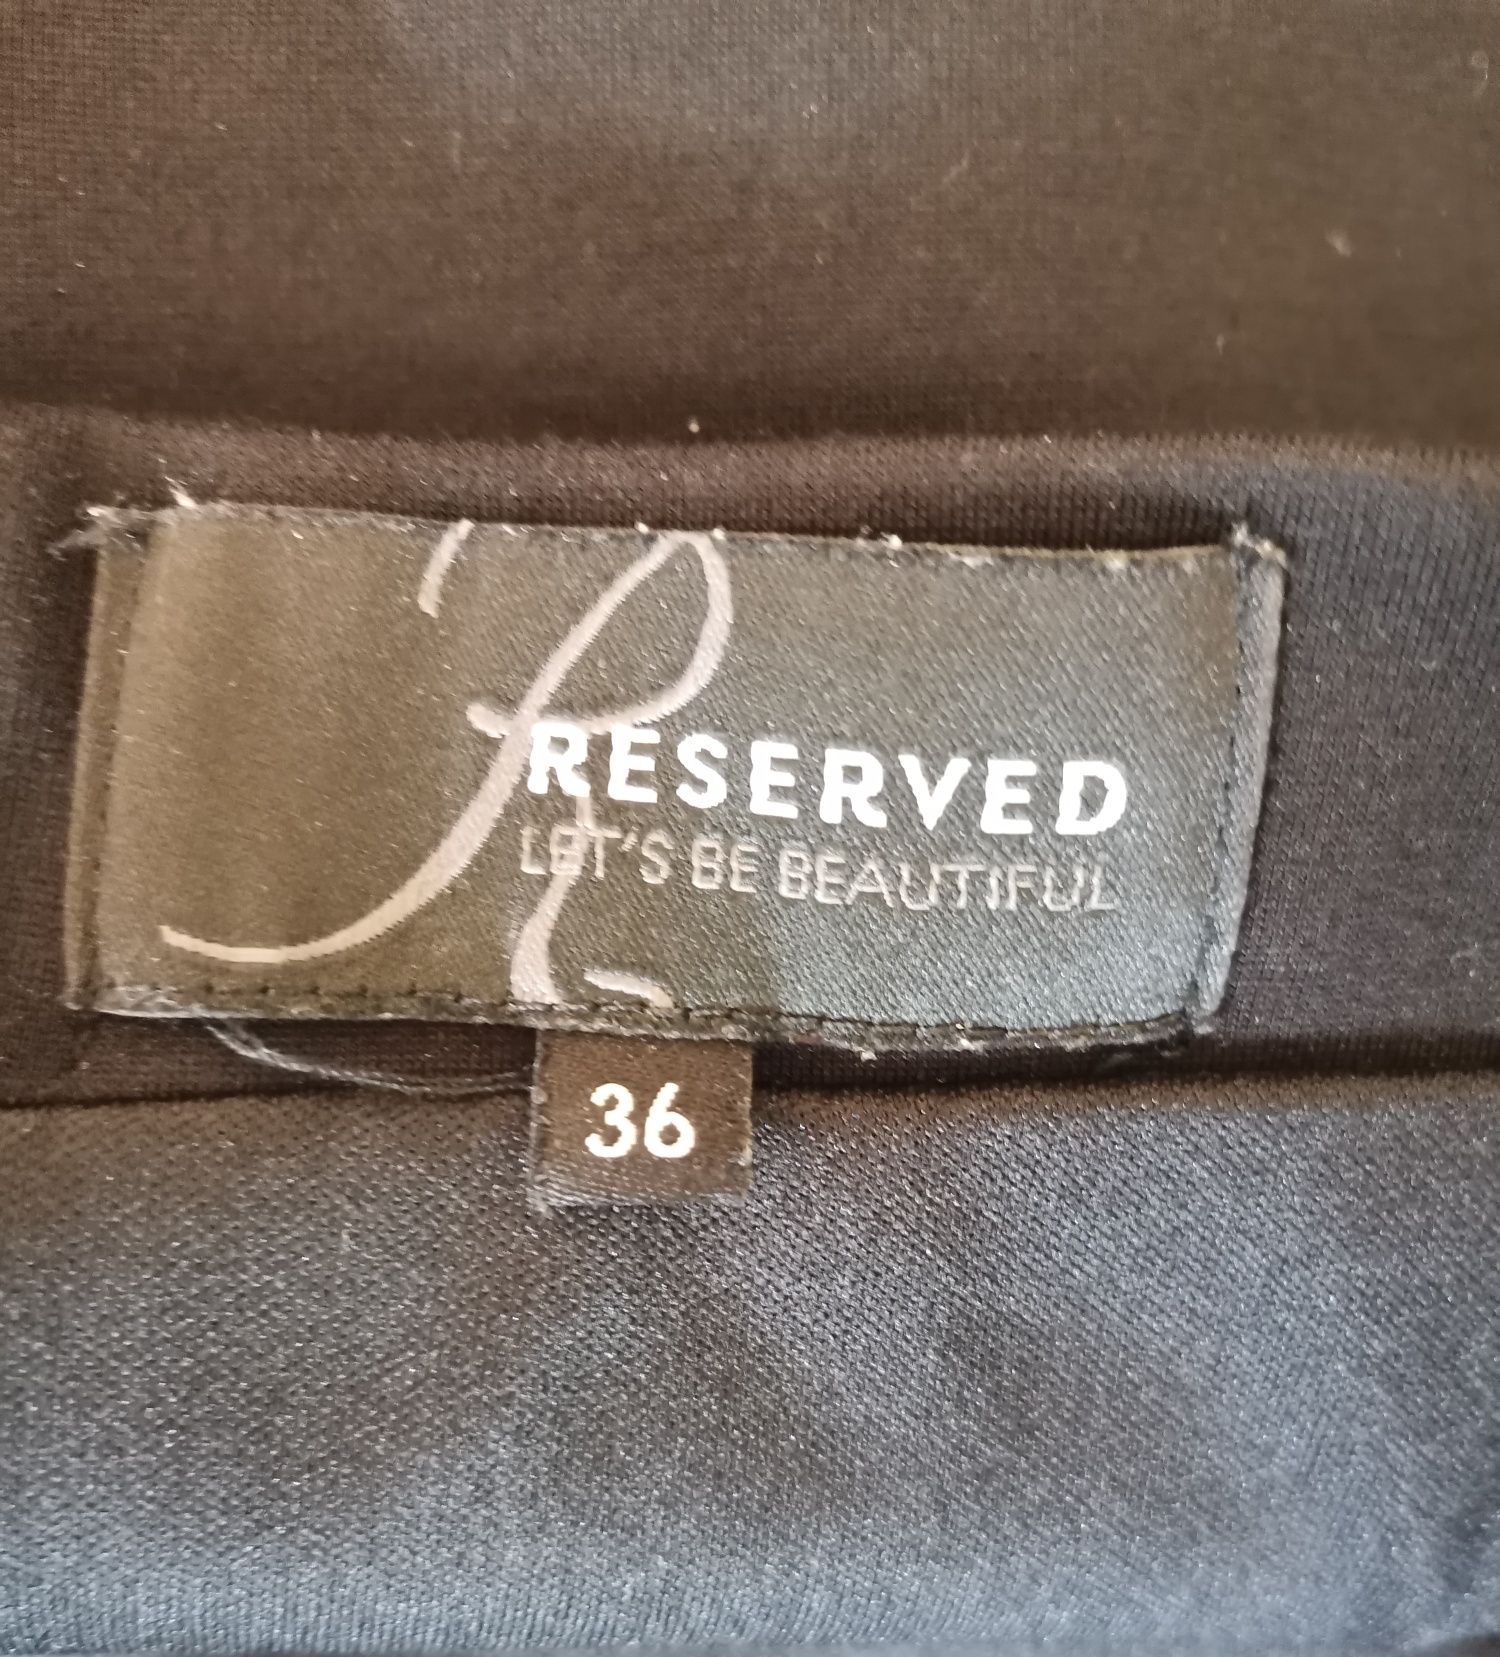 R
RESERVED
LET'S BE BEAUTIFUL
36